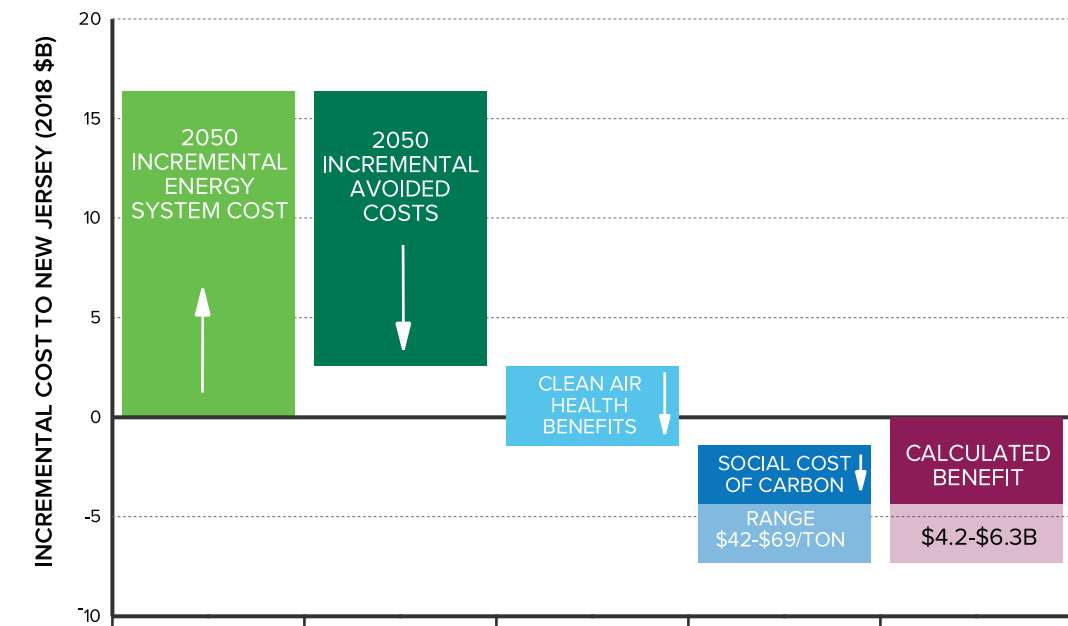 INCREMENTAL COST TO NEW JERSEY (2018 $B)
20
15
10
5
0
-5
-10
2050
INCREMENTAL
ENERGY
SYSTEM COST
2050
INCREMENTAL
AVOIDED
COSTS
CLEAN AIR
HEALTH
BENEFITS
SOCIAL COST
OF CARBON
RANGE
$42-$69/TON
CALCULATED
BENEFIT
$4.2-$6.3B